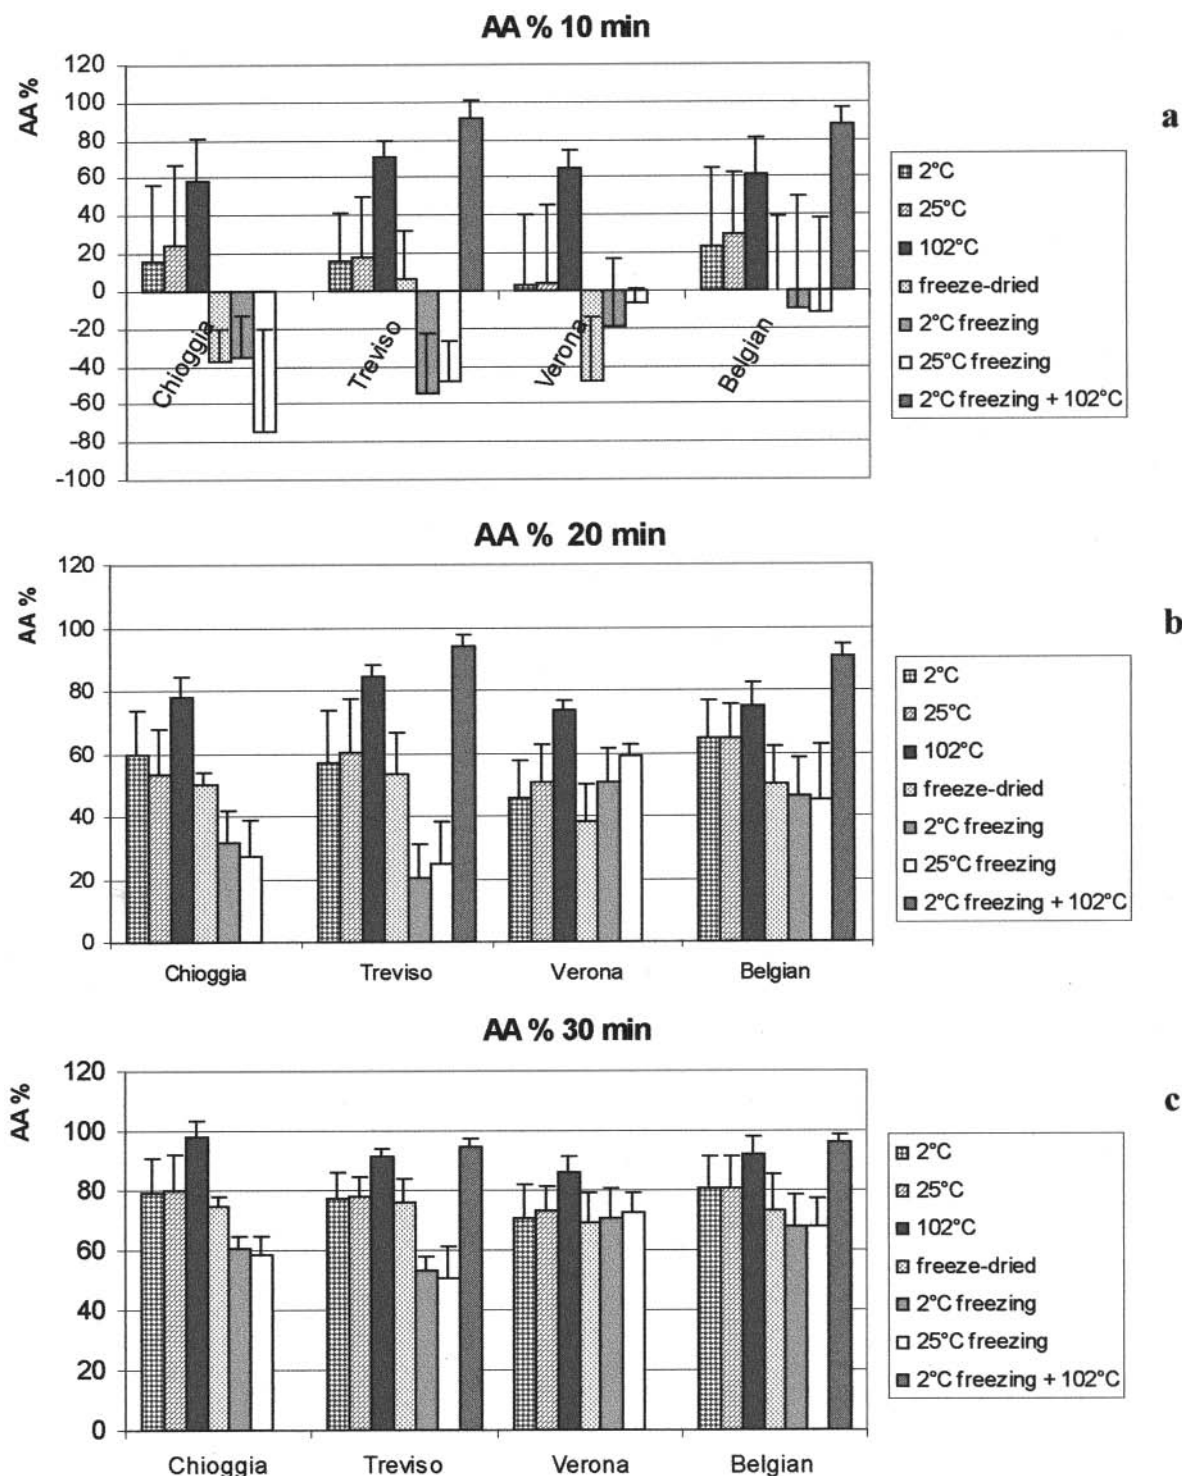 AA % 10 min
AA %
120
100
80
60
40
20
0
-20
-40
-60
-80
-100
Chioggia
Treviso
Verona
Belgian
a
2°C
25°C
102°C
freeze-dried
2°C freezing
25°C freezing
2°C freezing + 102°C
AA % 20 min
AA %
120
100
80
60
40
20
0
Chioggia
Treviso
Verona
Belgian
b
2°C
25°C
102°C
freeze-dried
2°C freezing
25°C freezing
2°C freezing + 102°C
AA % 30 min
AA %
120
100
80
60
40
20
0
Chioggia
Treviso
Verona
Belgian
c
2°C
25°C
102°C
freeze-dried
2°C freezing
25°C freezing
2°C freezing + 102°C